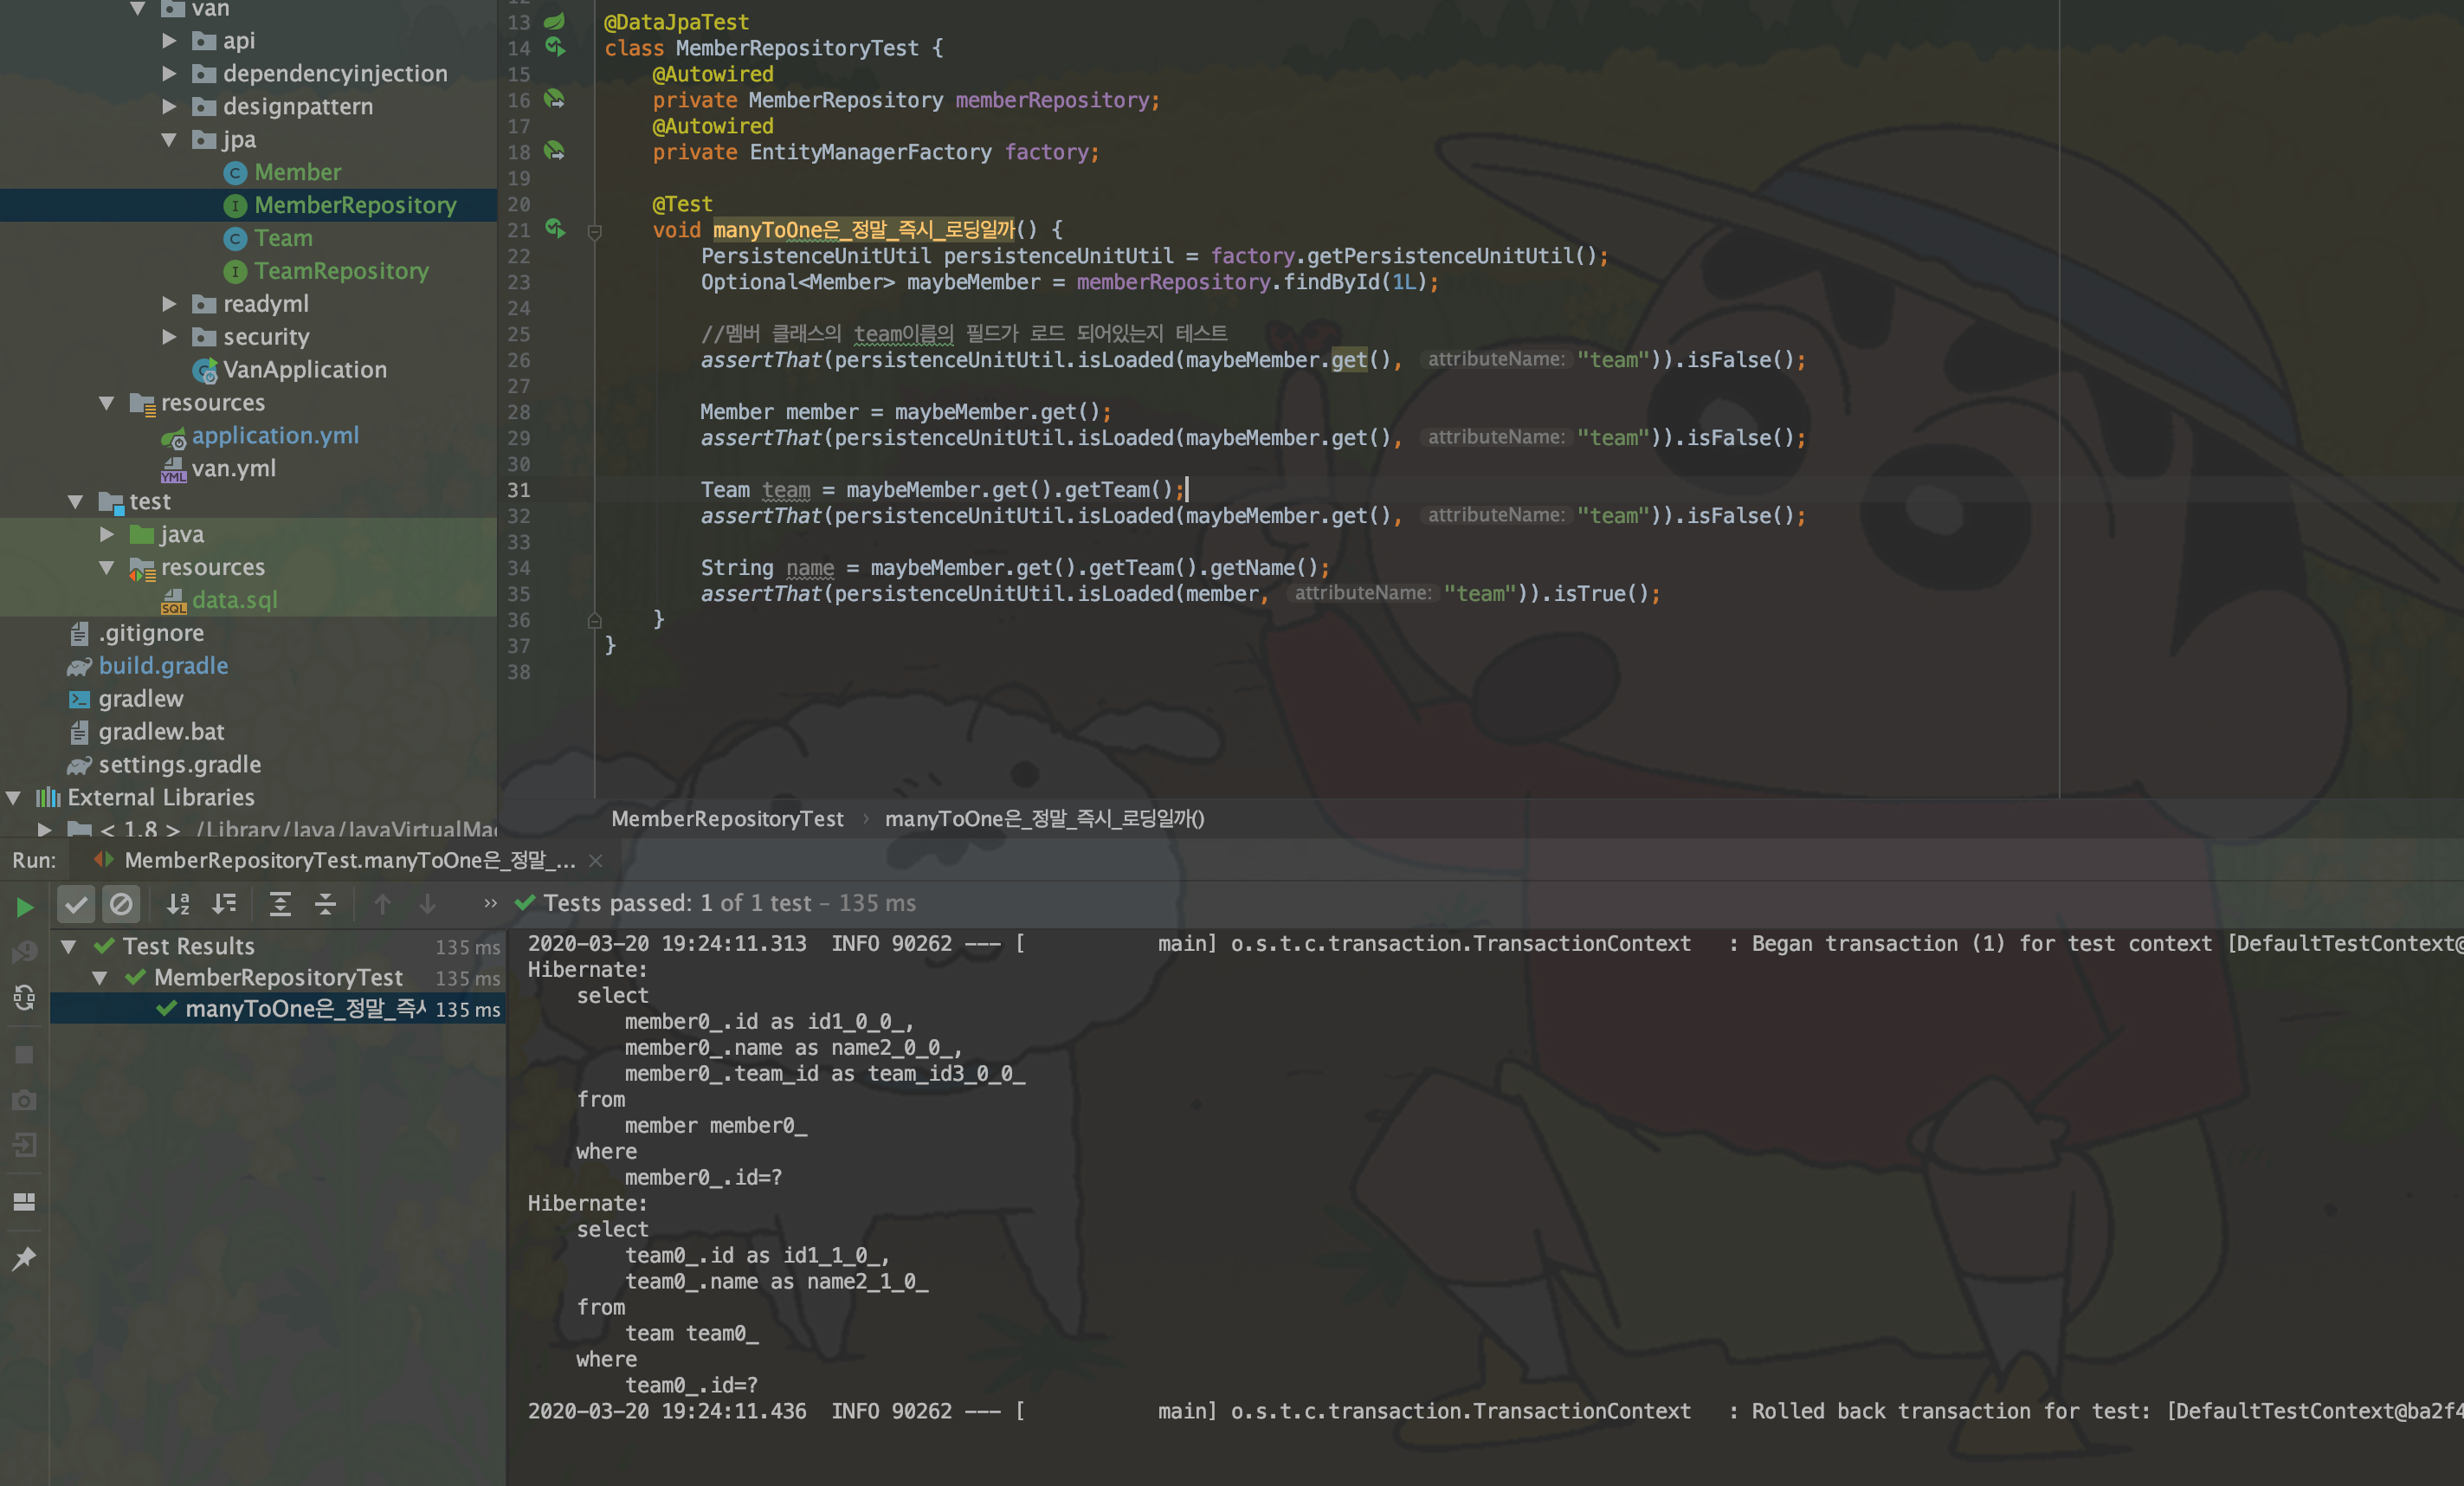 van
api
dependencyinjection
designpattern
jpa
Member
MemberRepository
Team
TeamRepository
readyml
security
VanApplication
resources
application.yml
van.yml
test
java
resources
data.sql
.gitignore
build.gradle
gradlew
gradlew.bat
settings.gradle
External Libraries
< 1.8 > /Library/Java/JavaVirtualMac
13 @DataJpaTest
14 class MemberRepositoryTest {
15 @Autowired
16 private MemberRepository memberRepository;
17 @Autowired
18 private EntityManagerFactory factory;
19
20 @Test
21 void manyToOne은_정말_즉시_로딩일까() {
22 PersistenceUnitUtil persistenceUnitUtil = factory.getPersistenceUnitUtil();
23 Optional<Member> maybeMember = memberRepository.findById(1L);
24
25 //멤버 클래스의 team이름의 필드가 로드 되어있는지 테스트
26 assertThat(persistenceUnitUtil.isLoaded(maybeMember.get(), attributeName: "team")).isFalse();
27
28 Member member = maybeMember.get();
29 assertThat(persistenceUnitUtil.isLoaded(maybeMember.get(), attributeName: "team")).isFalse();
30
31 Team team = maybeMember.get().getTeam();
32 assertThat(persistenceUnitUtil.isLoaded(maybeMember.get(), attributeName: "team")).isFalse();
33
34 String name = maybeMember.get().getTeam().getName();
35 assertThat(persistenceUnitUtil.isLoaded(member, attributeName: "team")).isTrue();
36 }
37 }
38
MemberRepositoryTest › manyToOne은_정말_즉시_로딩일까()
Run: MemberRepositoryTest.manyToOne은_정말_... ×
» Tests passed: 1 of 1 test – 135 ms
Test Results 135 ms
MemberRepositoryTest 135 ms
manyToOne은_정말_즉시 135 ms
2020-03-20 19:24:11.313 INFO 90262 --- [ main] o.s.t.c.transaction.TransactionContext : Began transaction (1) for test context [DefaultTestContext@
Hibernate:
select
member0_.id as id1_0_0_,
member0_.name as name2_0_0_,
member0_.team_id as team_id3_0_0_
from
member member0_
where
member0_.id=?
Hibernate:
select
team0_.id as id1_1_0_,
team0_.name as name2_1_0_
from
team team0_
where
team0_.id=?
2020-03-20 19:24:11.436 INFO 90262 --- [ main] o.s.t.c.transaction.TransactionContext : Rolled back transaction for test: [DefaultTestContext@ba2f4